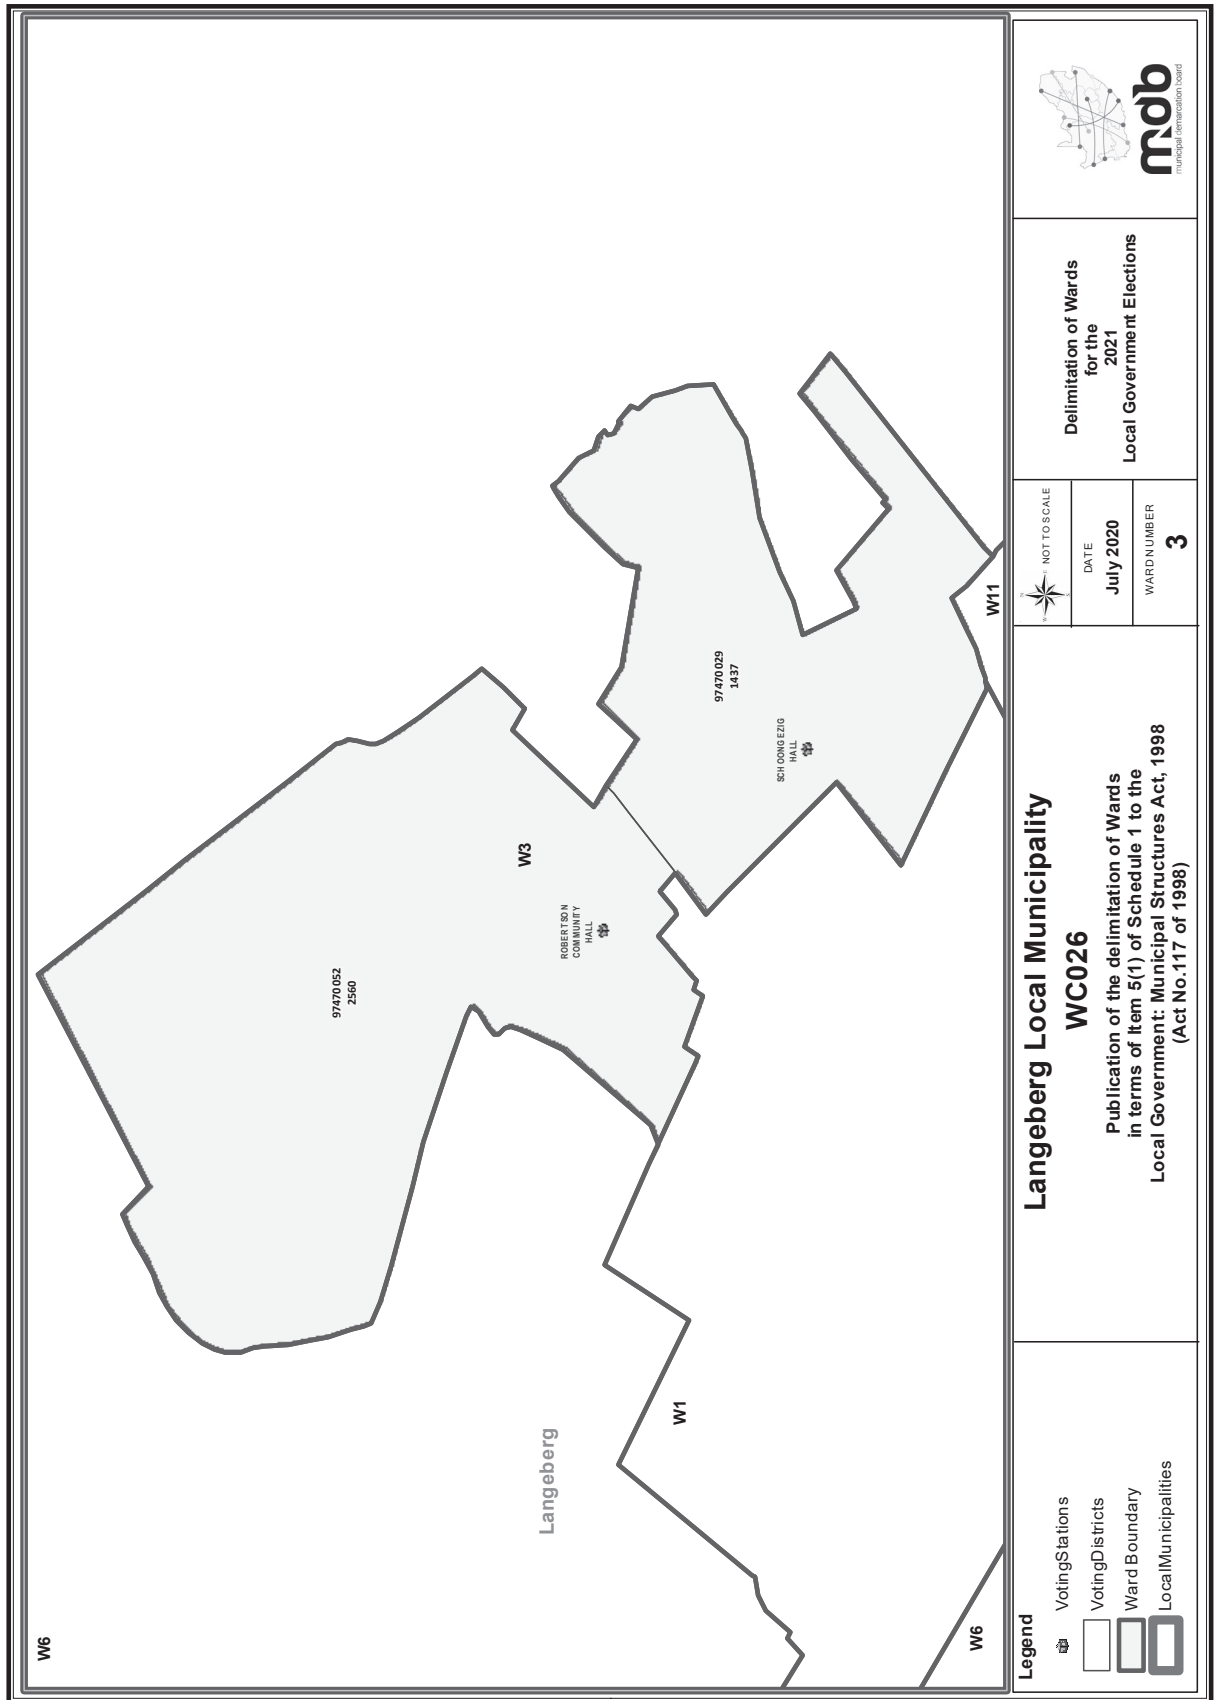 W6
W3
97470052
2560
ROBERTSON
COMMUNITY
HALL
97470029
1437
SCHOONGEZIG
HALL
Langeberg
W1
W11
W6
Legend
VotingStations
VotingDistricts
Ward Boundary
LocalMunicipalities
Langeberg Local Municipality
WC026
Publication of the delimitation of Wards
in terms of Item 5(1) of Schedule 1 to the
Local Government: Municipal Structures Act, 1998
(Act No.117 of 1998)
N
W E
S
NOT TO SCALE
DATE
July 2020
WARD NUMBER
3
Delimitation of Wards
for the
2021
Local Government Elections
mdb
municipal demarcation board